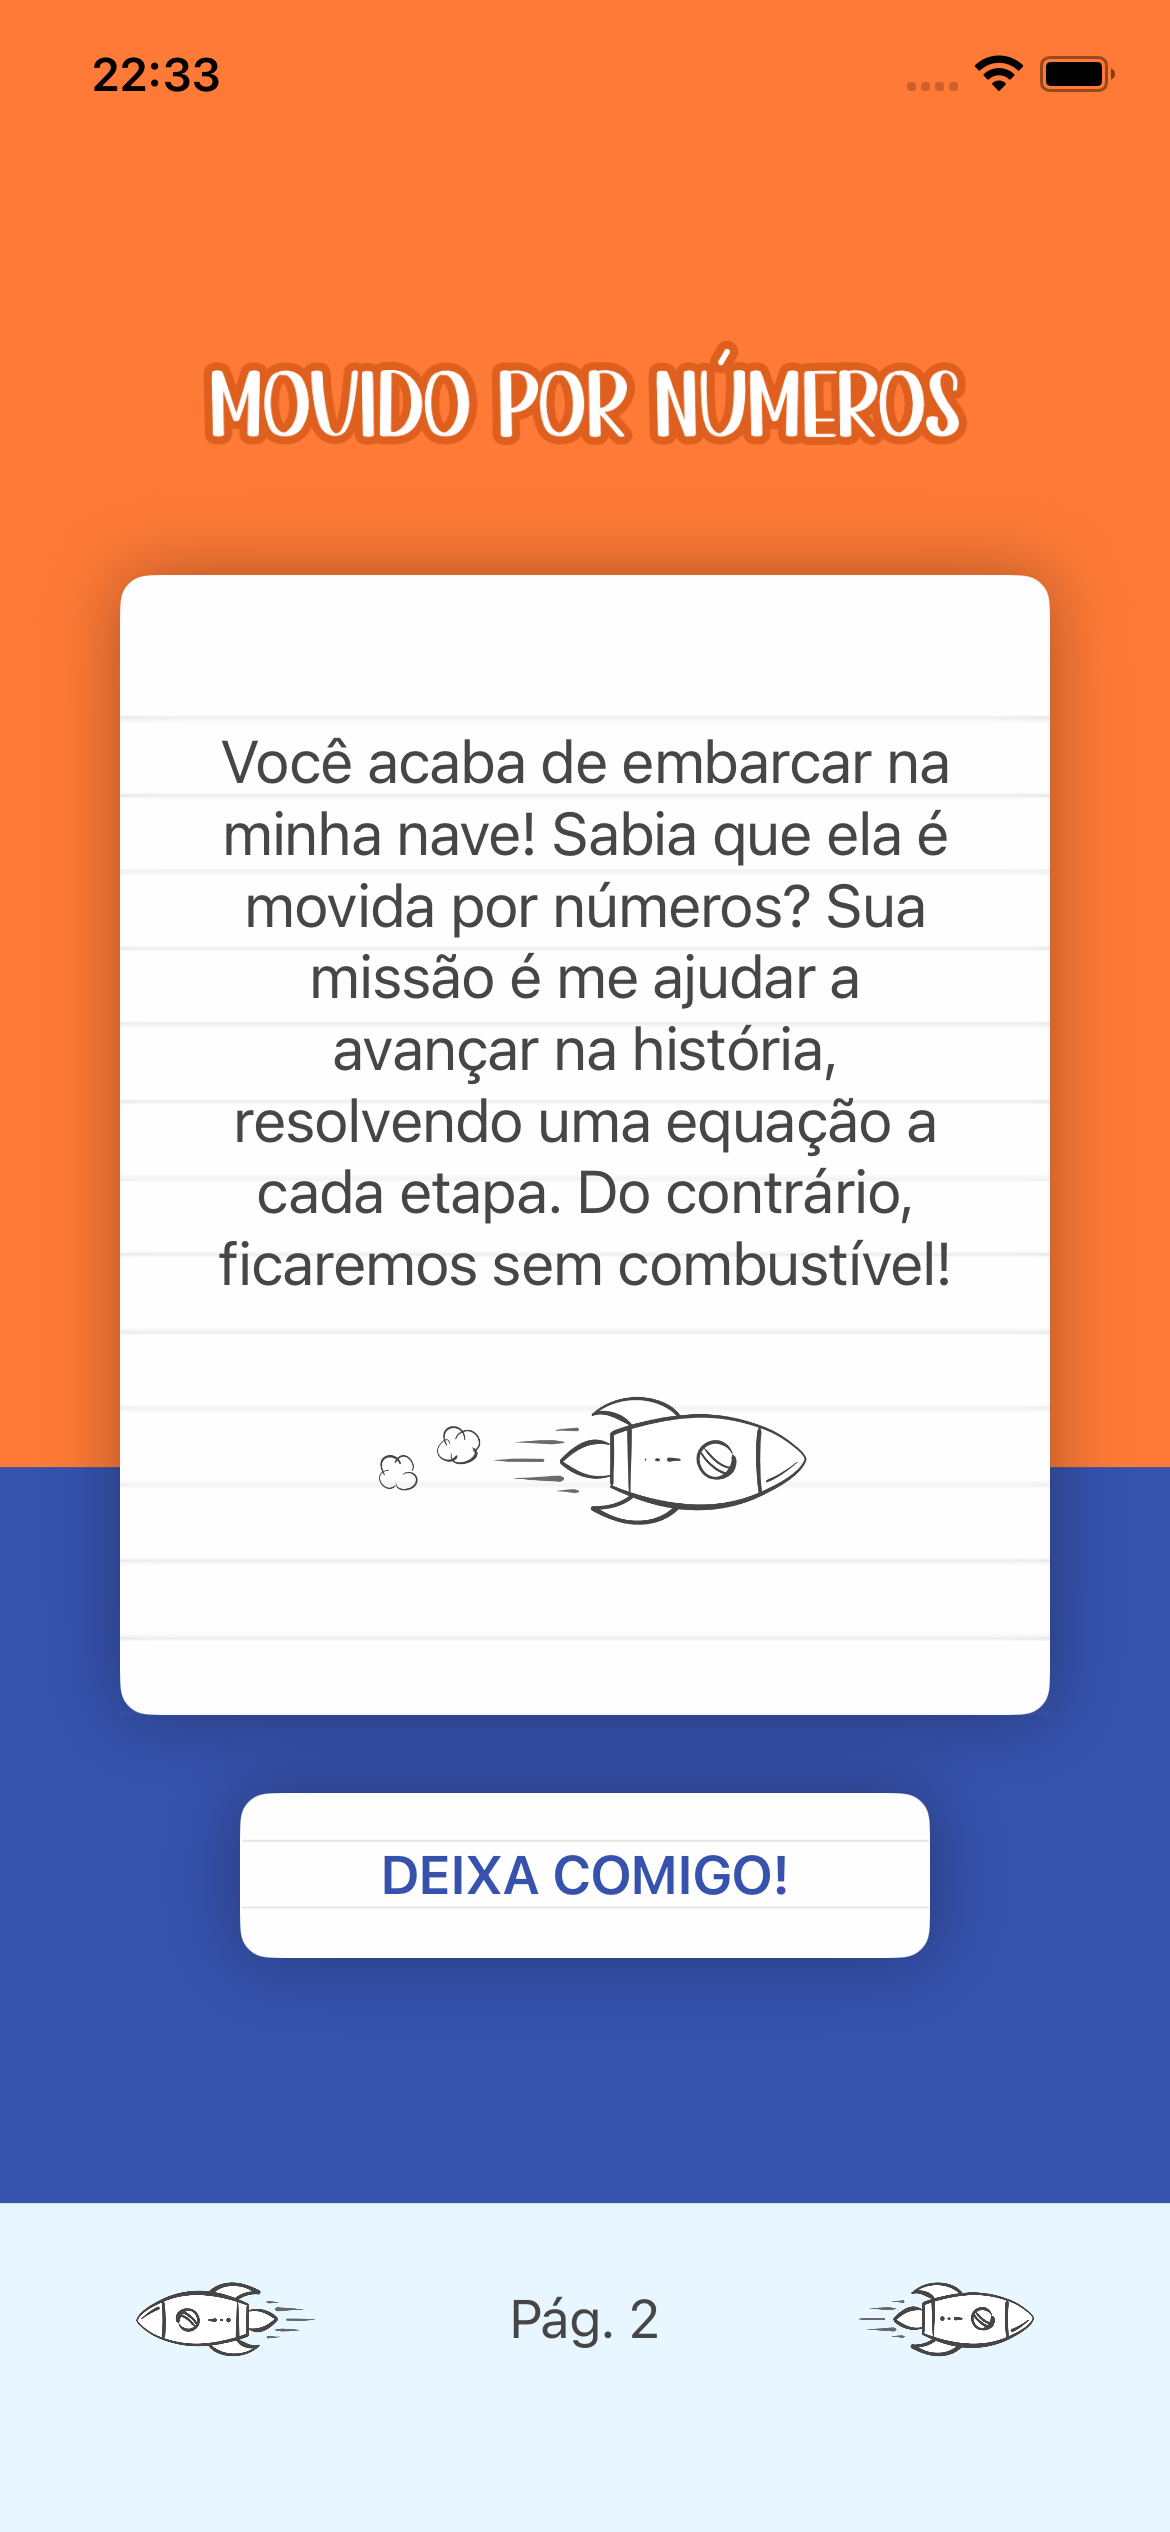 22:33
MOVIDO POR NÚMEROS
Você acaba de embarcar na
minha nave! Sabia que ela é
movida por números? Sua
missão é me ajudar a
avançar na história,
resolvendo uma equação a
cada etapa. Do contrário,
ficaremos sem combustível!
DEIXA COMIGO!
Pág. 2